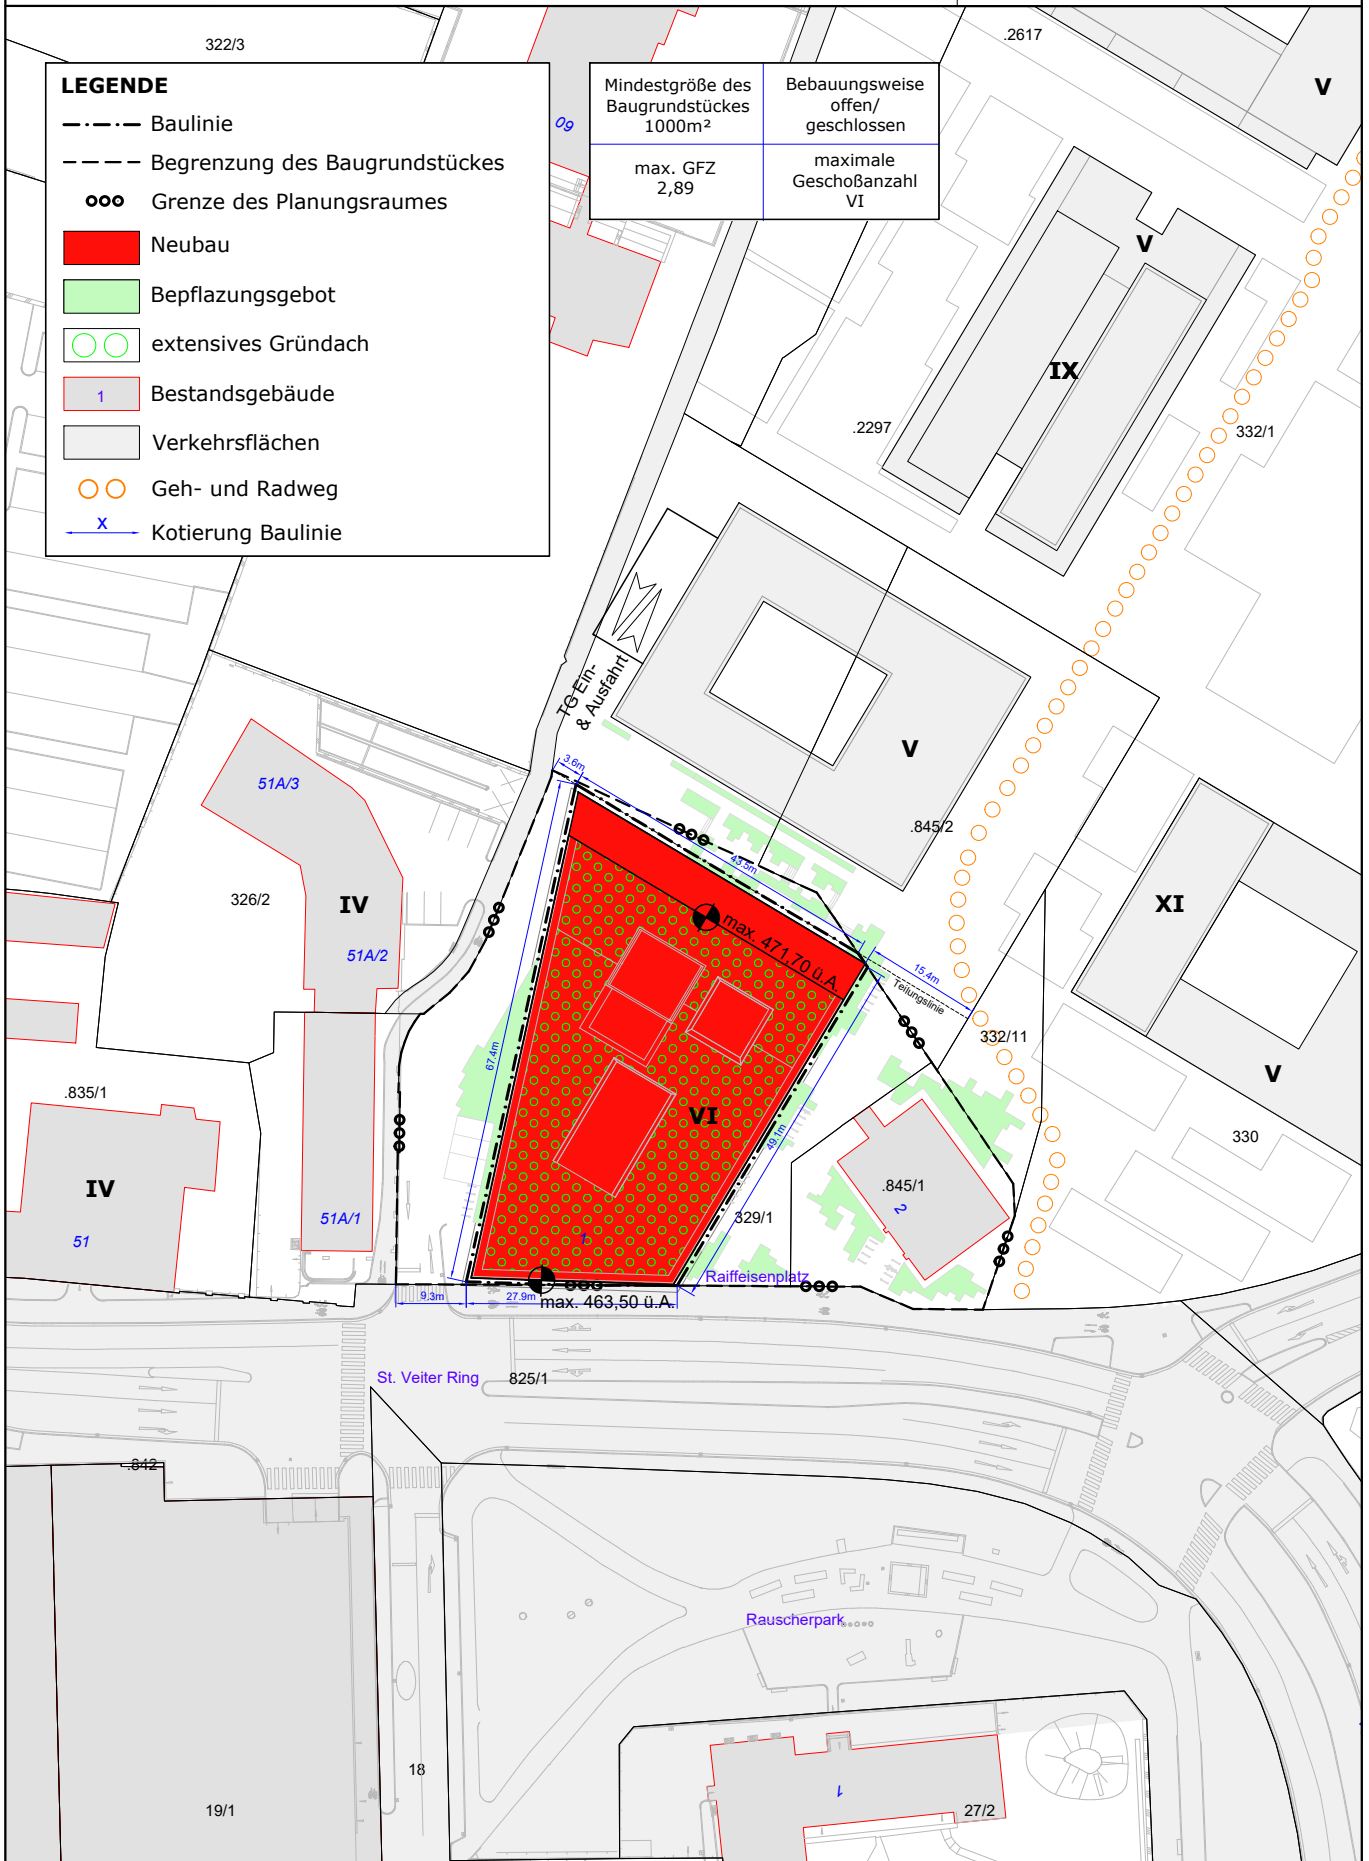 322/3
.2617
V
LEGENDE
Baulinie
Begrenzung des Baugrundstückes
Grenze des Planungsraumes
Neubau
Bepflazungsgebot
extensives Gründach
1
Bestandsgebäude
Verkehrsflächen
Geh- und Radweg
X
Kotierung Baulinie
Mindestgröße des
Baugrundstückes
1000m²
Bebauungsweise
offen/
geschlossen
max. GFZ
2,89
maximale
Geschoßanzahl
VI
60
V
IX
.2297
332/1
TG Ein-
& Ausfahrt
V
3.6m
51A/3
.845/2
43.5m
326/2
IV
XI
max. 471,70 ü.A.
51A/2
15.4m
Teilungslinie
332/11
67.4m
.835/1
VI
V
49.1m
330
IV
.845/1
2
51A/1
329/1
51
1
Raiffeisenplatz
9.3m
27.9m
max. 463,50 ü.A.
St. Veiter Ring
825/1
.842
Rauscherpark
18
19/1
1
27/2